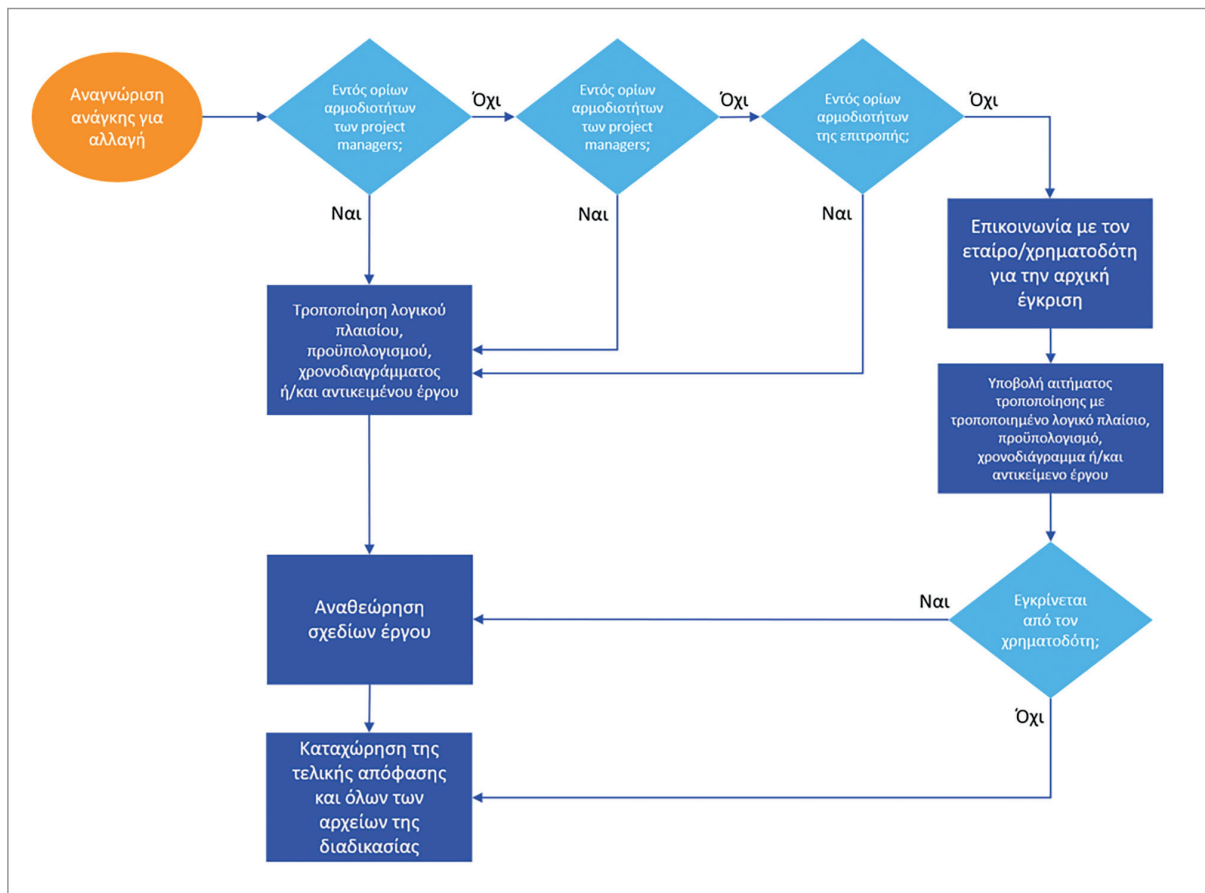 Αναγνώριση
ανάγκης για
αλλαγή
Εντός ορίων
αρμοδιοτήτων
των project
managers;
Όχι
Ναι
Εντός ορίων
αρμοδιοτήτων
των project
managers;
Όχι
Ναι
Εντός ορίων
αρμοδιοτήτων
της επιτροπής;
Όχι
Ναι
Επικοινωνία με τον
εταίρο/χρηματοδότη
για την αρχική
έγκριση
Τροποποίηση λογικού
πλαισίου,
προϋπολογισμού,
χρονοδιαγράμματος
ή/και αντικειμένου έργου
Υποβολή αιτήματος
τροποποίησης με
τροποποιημένο λογικό πλαίσιο,
προϋπολογισμό,
χρονοδιάγραμμα ή/και
αντικείμενο έργου
Εγκρίνεται
από τον
χρηματοδότη;
Ναι
Όχι
Αναθεώρηση
σχεδίων έργου
Καταχώρηση της
τελικής απόφασης
και όλων των
αρχείων της
διαδικασίας